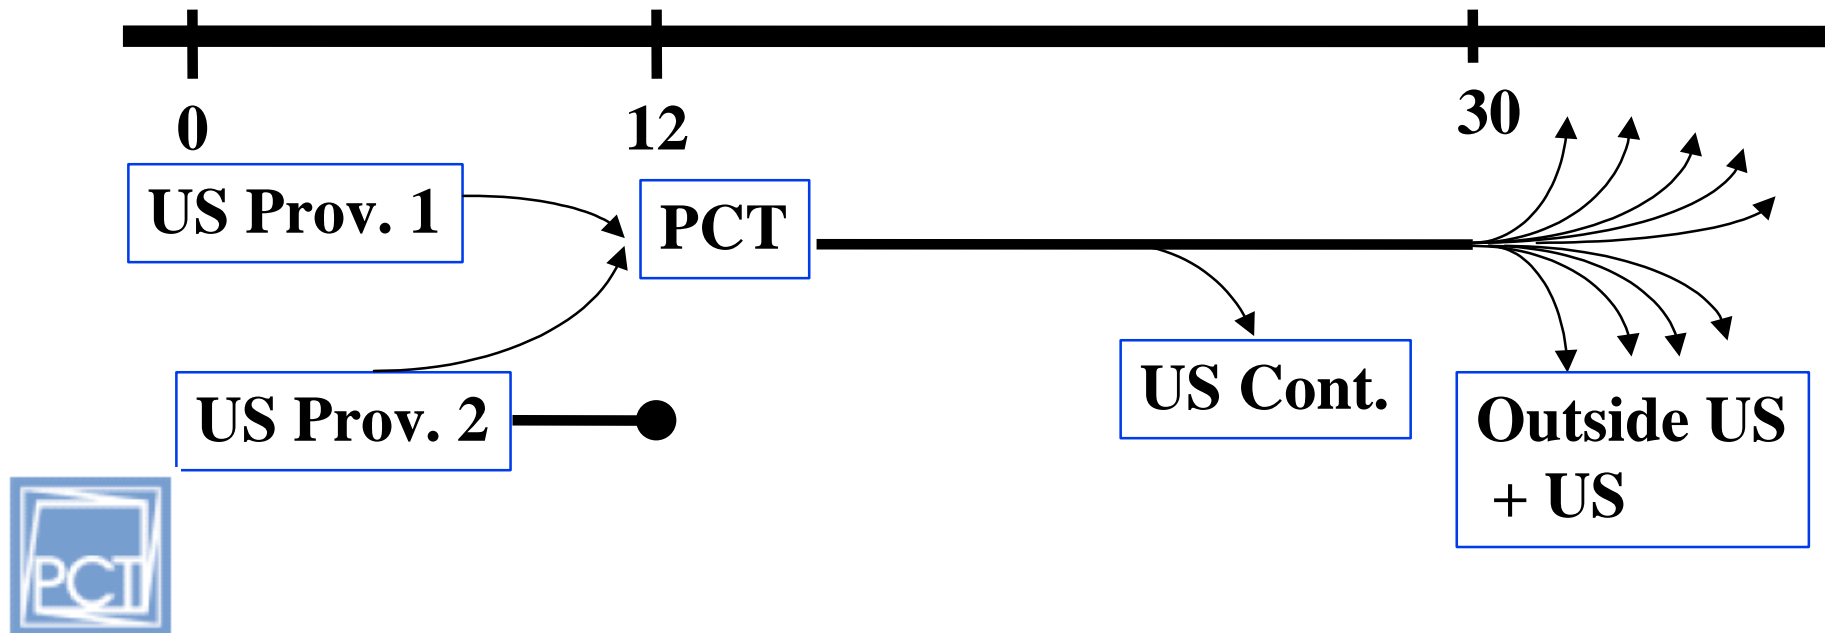 0
12
30
US Prov. 1
PCT
US Prov. 2
US Cont.
Outside US
+ US
PCT